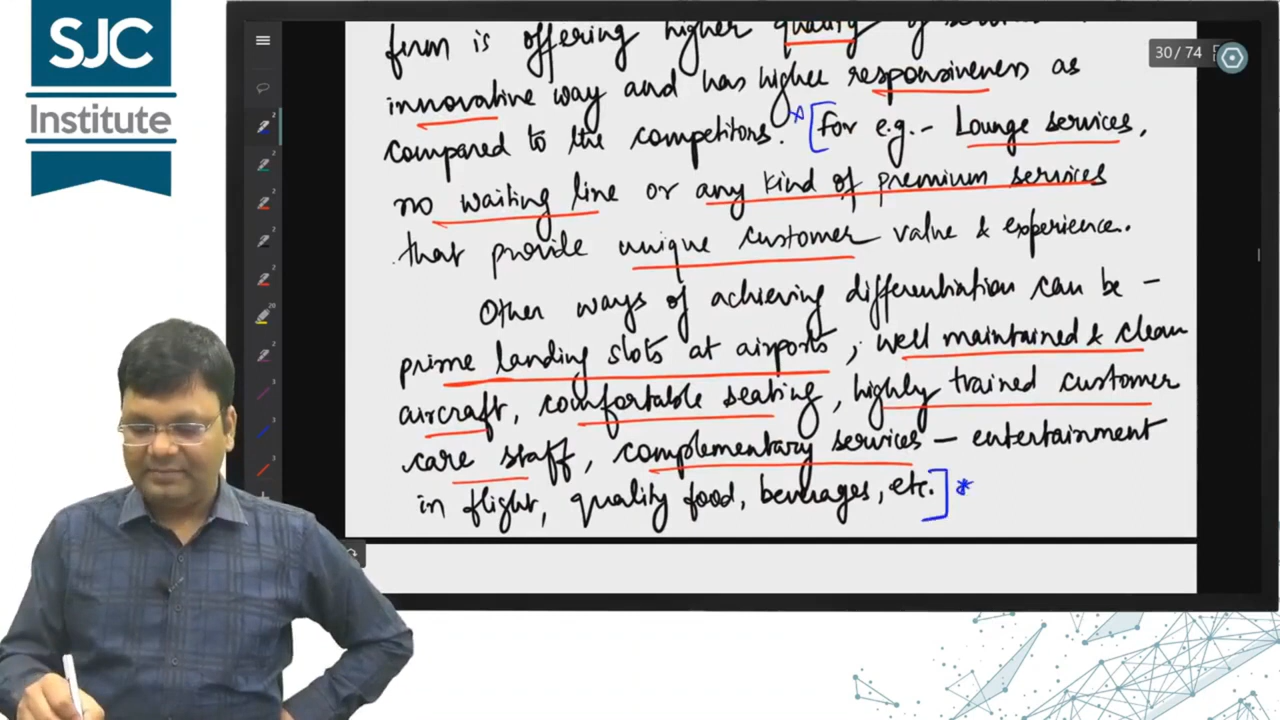 SJC
Institute
30 / 74
firm is offering higher quality of
innovative way and has higher responsiveness as
compared to the competitors. *[For e.g.- Lounge services,
no waiting line or any kind of premium services
that provide unique customer value & experience.
Other ways of achieving differentiation can be -
prime landing slots at airports, well maintained & clean
aircraft, comfortable seating, highly trained customer
care staff, complementary services - entertainment
in flight, quality food, beverages, etc.]*